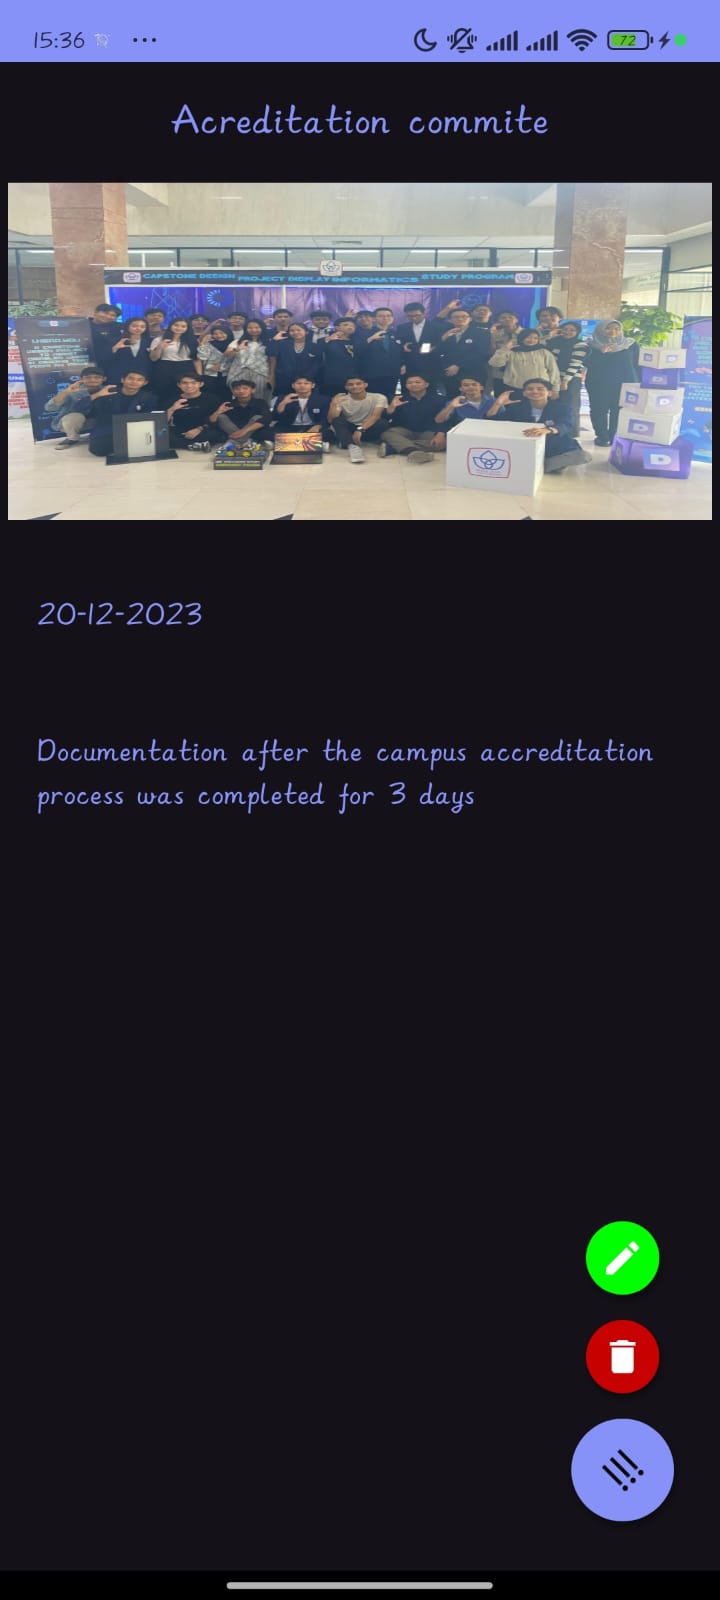 15:36
72
Acreditation commite
CAPSTONE DESIGN PROJECT DISPLAY INFORMATICS STUDY PROGRAM
20-12-2023
Documentation after the campus accreditation
process was completed for 3 days